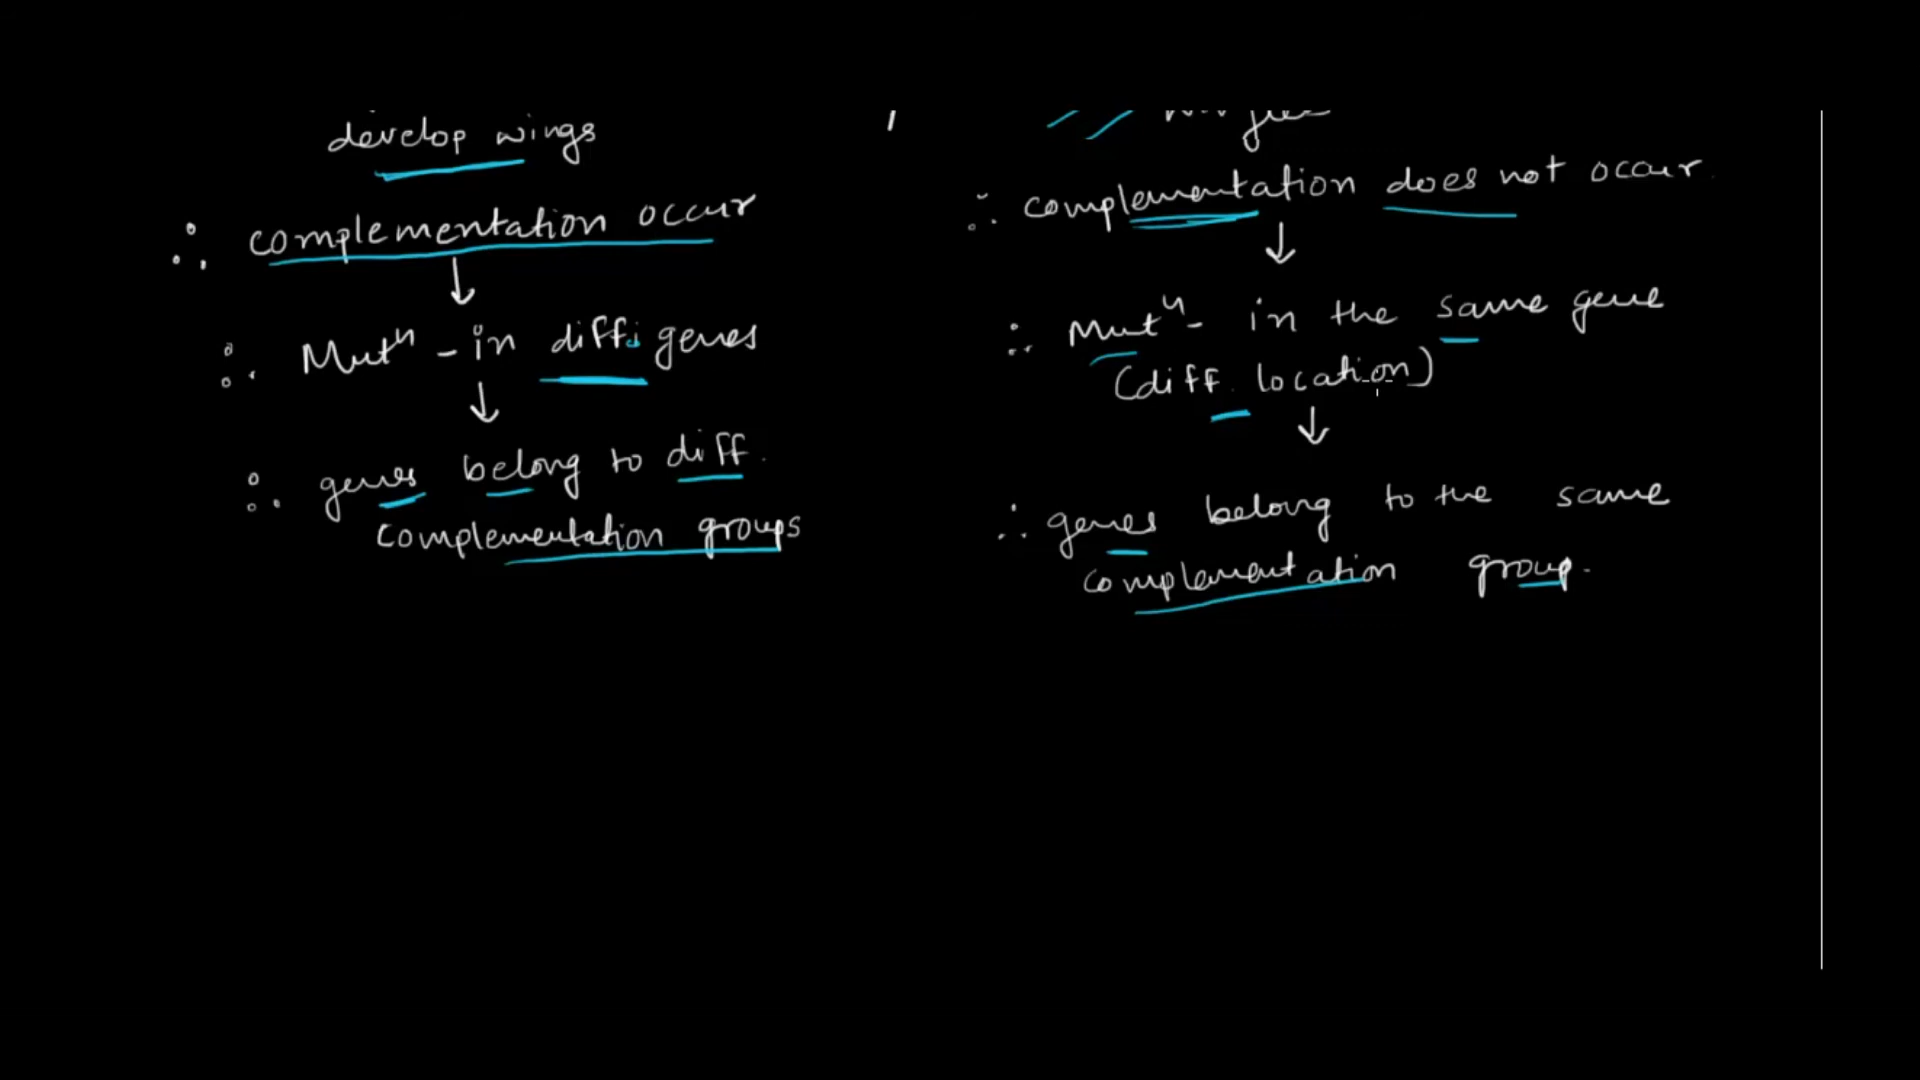 develop wings
∴ complementation occur
↓
∴ Mutⁿ - in diff. genes
↓
∴ genes belong to diff.
complementation groups
∴ complementation does not occur.
↓
∴ Mutⁿ - in the same gene
(diff. location)
↓
∴ genes belong to the same
complementation group.